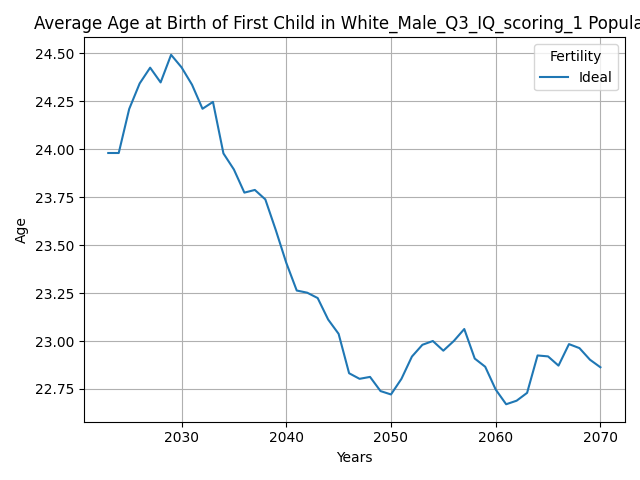 Average Age at Birth of First Child in White_Male_Q3_IQ_scoring_1 Popula
Fertility
Ideal
24.50
24.25
24.00
23.75
23.50
23.25
23.00
22.75
Age
2030 2040 2050 2060 2070
Years